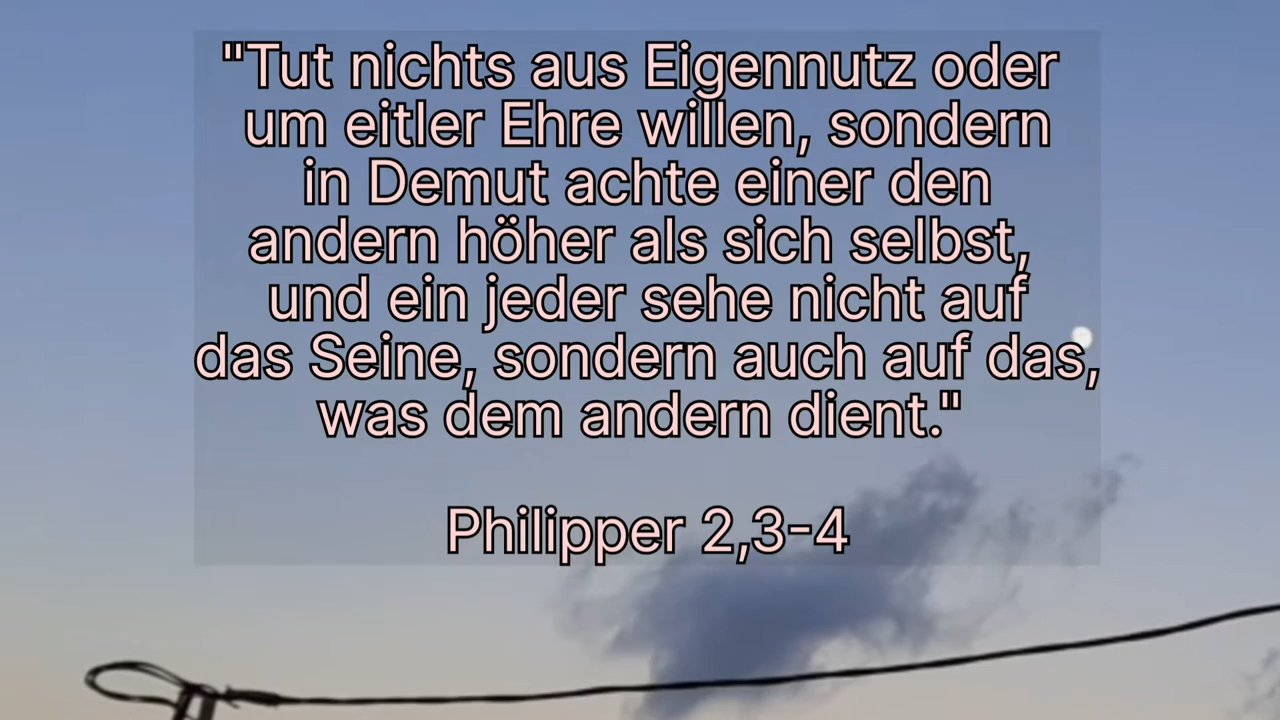 "Tut nichts aus Eigennutz oder
um eitler Ehre willen, sondern
in Demut achte einer den
andern höher als sich selbst,
und ein jeder sehe nicht auf
das Seine, sondern auch auf das,
was dem andern dient."
Philipper 2,3-4